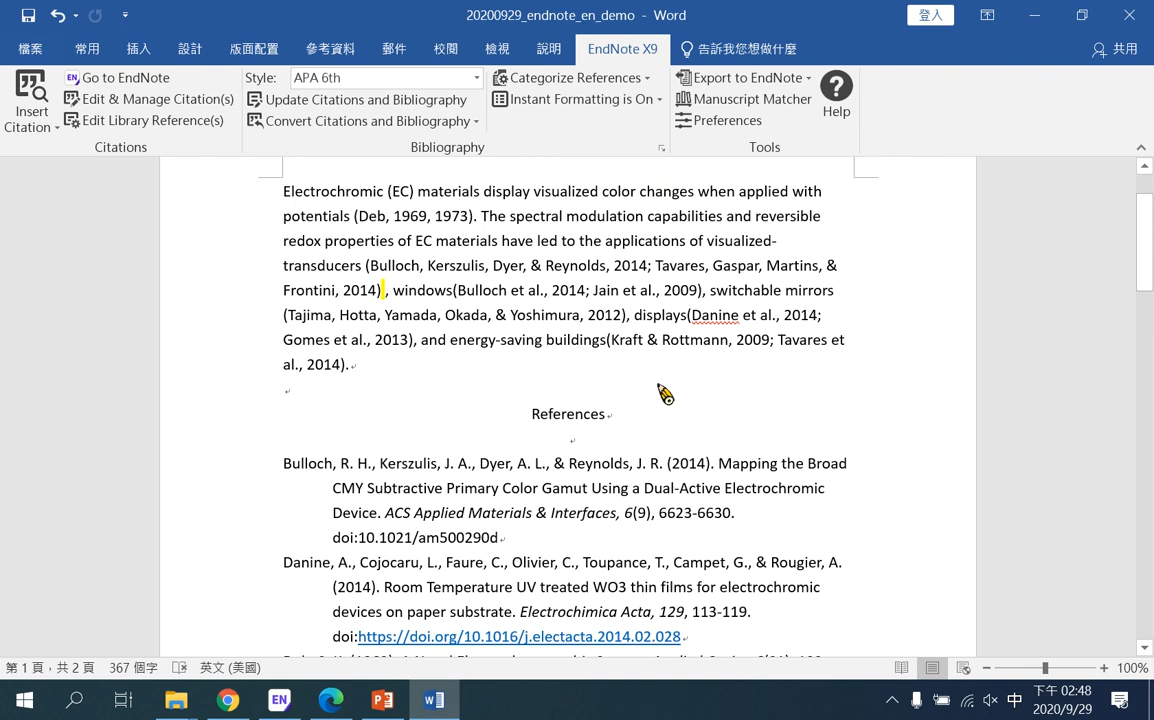 20200929_endnote_en_demo - Word
登入
檔案 常用 插入 設計 版面配置 參考資料 郵件 校閱 檢視 說明 EndNote X9 告訴我您想做什麼 共用
Insert Citation
EN Go to EndNote
Edit & Manage Citation(s)
Edit Library Reference(s)
Citations
Style: APA 6th
Update Citations and Bibliography
Convert Citations and Bibliography
Categorize References
Instant Formatting is On
Bibliography
Export to EndNote
Manuscript Matcher
Preferences
Tools
Help
Electrochromic (EC) materials display visualized color changes when applied with
potentials (Deb, 1969, 1973). The spectral modulation capabilities and reversible
redox properties of EC materials have led to the applications of visualized-
transducers (Bulloch, Kerszulis, Dyer, & Reynolds, 2014; Tavares, Gaspar, Martins, &
Frontini, 2014) , windows(Bulloch et al., 2014; Jain et al., 2009), switchable mirrors
(Tajima, Hotta, Yamada, Okada, & Yoshimura, 2012), displays(Danine et al., 2014;
Gomes et al., 2013), and energy-saving buildings(Kraft & Rottmann, 2009; Tavares et
al., 2014).
References
Bulloch, R. H., Kerszulis, J. A., Dyer, A. L., & Reynolds, J. R. (2014). Mapping the Broad
CMY Subtractive Primary Color Gamut Using a Dual-Active Electrochromic
Device. ACS Applied Materials & Interfaces, 6(9), 6623-6630.
doi:10.1021/am500290d
Danine, A., Cojocaru, L., Faure, C., Olivier, C., Toupance, T., Campet, G., & Rougier, A.
(2014). Room Temperature UV treated WO3 thin films for electrochromic
devices on paper substrate. Electrochimica Acta, 129, 113-119.
doi:https://doi.org/10.1016/j.electacta.2014.02.028
第 1 頁，共 2 頁 367 個字 英文 (美國) 100%
EN
中
下午 02:48
2020/9/29